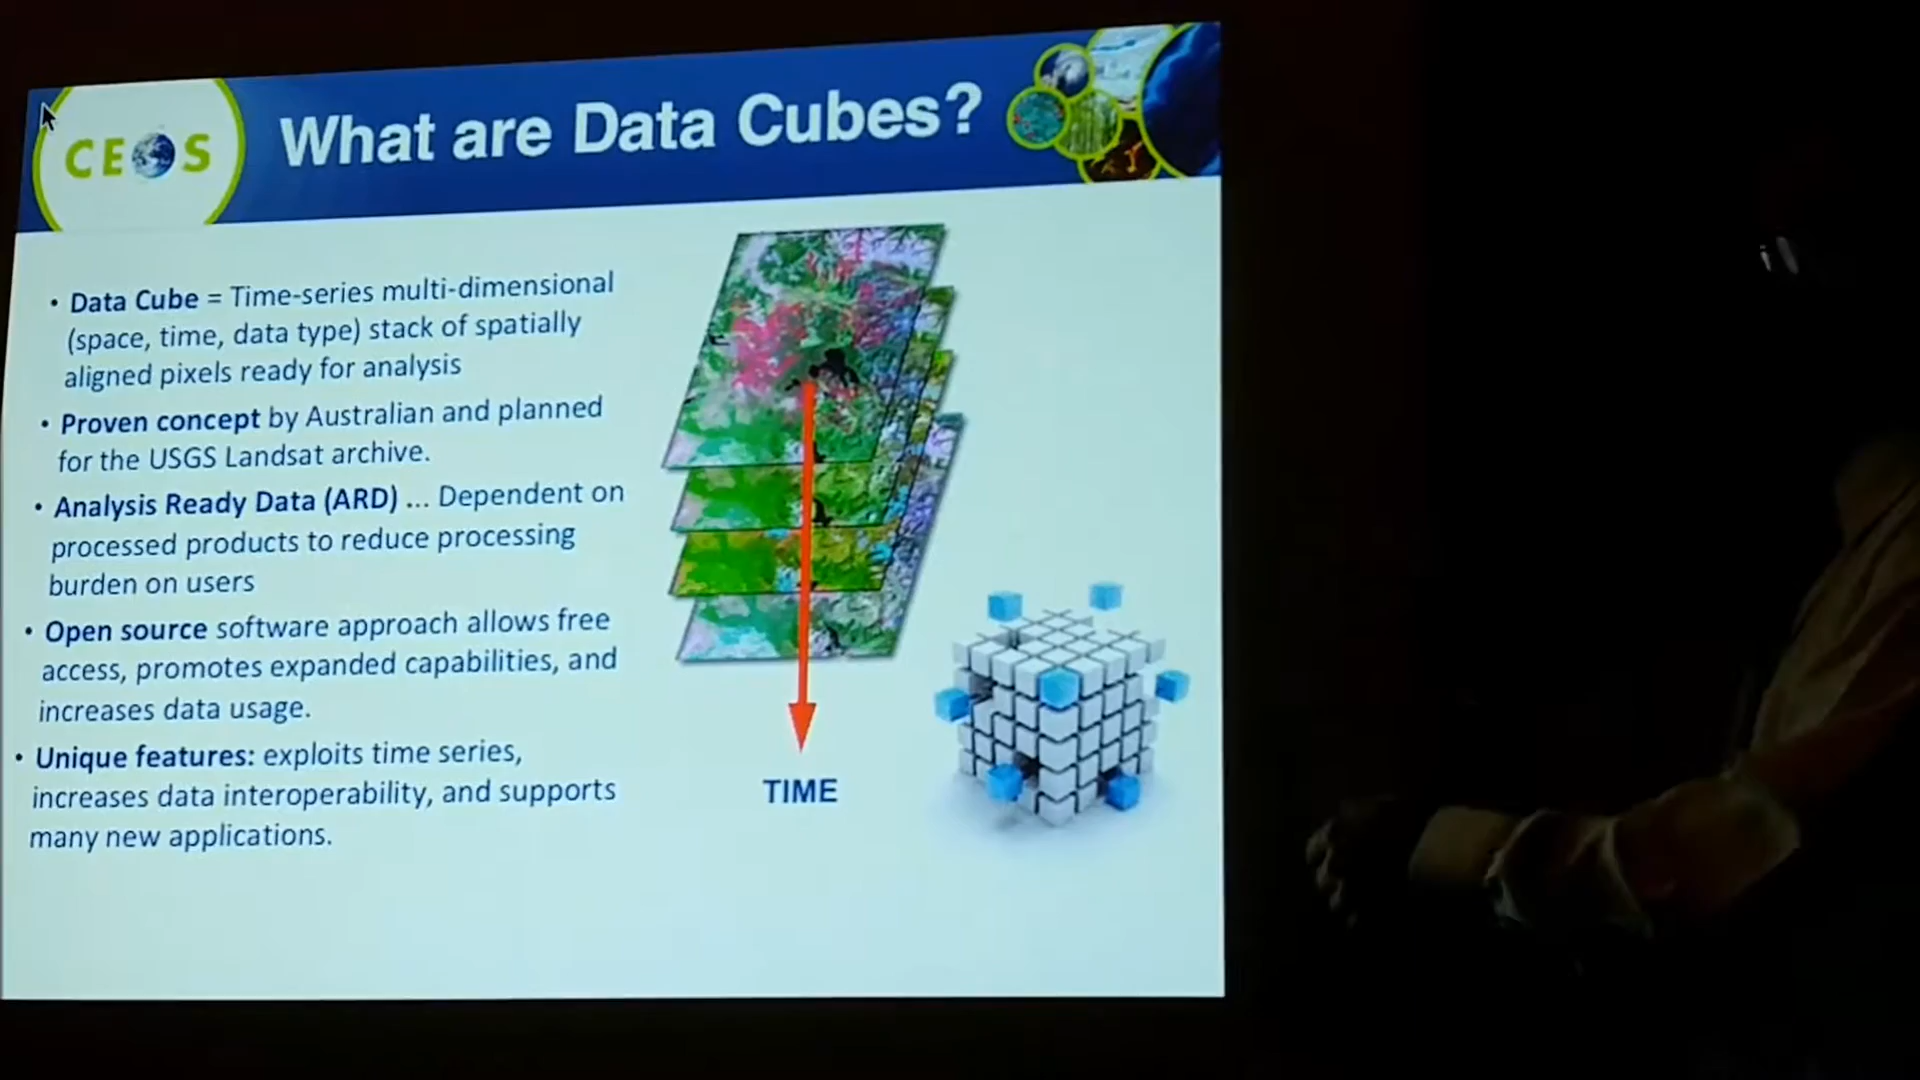 CEOS
What are Data Cubes?
• Data Cube = Time-series multi-dimensional
(space, time, data type) stack of spatially
aligned pixels ready for analysis
• Proven concept by Australian and planned
for the USGS Landsat archive.
• Analysis Ready Data (ARD) ... Dependent on
processed products to reduce processing
burden on users
• Open source software approach allows free
access, promotes expanded capabilities, and
increases data usage.
• Unique features: exploits time series,
increases data interoperability, and supports
many new applications.
TIME